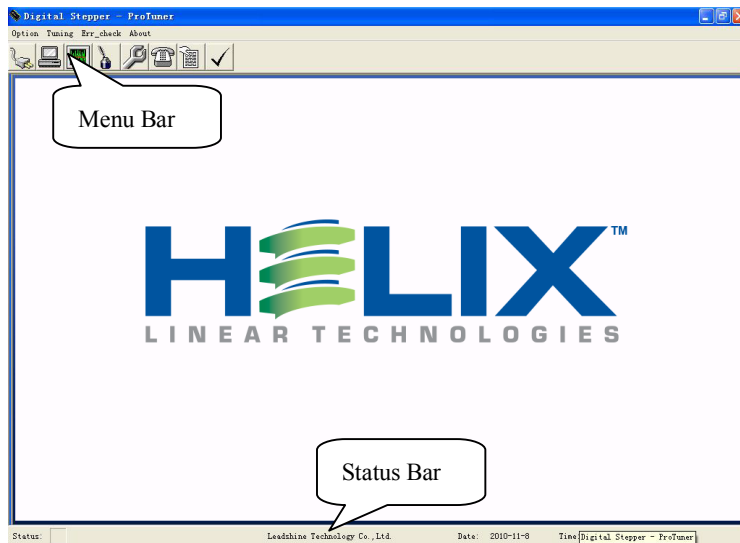 Digital Stepper - ProTuner
Option Tuning Err_check About
Menu Bar
HELIX™
LINEAR TECHNOLOGIES
Status Bar
Status: Leadshine Technology Co.,Ltd. Date: 2010-11-8 Time: Digital Stepper - ProTuner